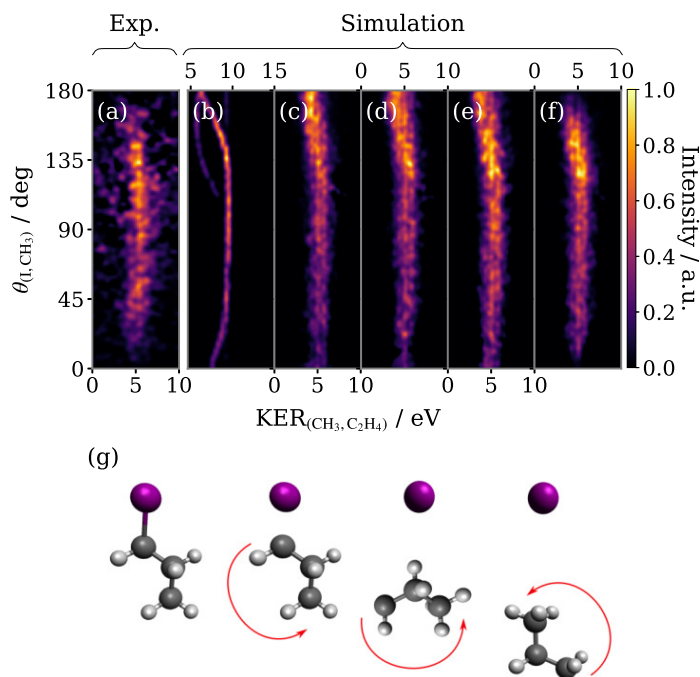 Exp. Simulation
5 10 15 0 5 10 0 5 10
180 (a) (b) (c) (d) (e) (f) 1.0
135 0.8
90 0.6
45 0.4
0 0.2
0.0
θ(I, CH₃) / deg
Intensity / a.u.
0 5 10 0 5 10 0 5 10
KER(CH₃, C₂H₄) / eV
(g)